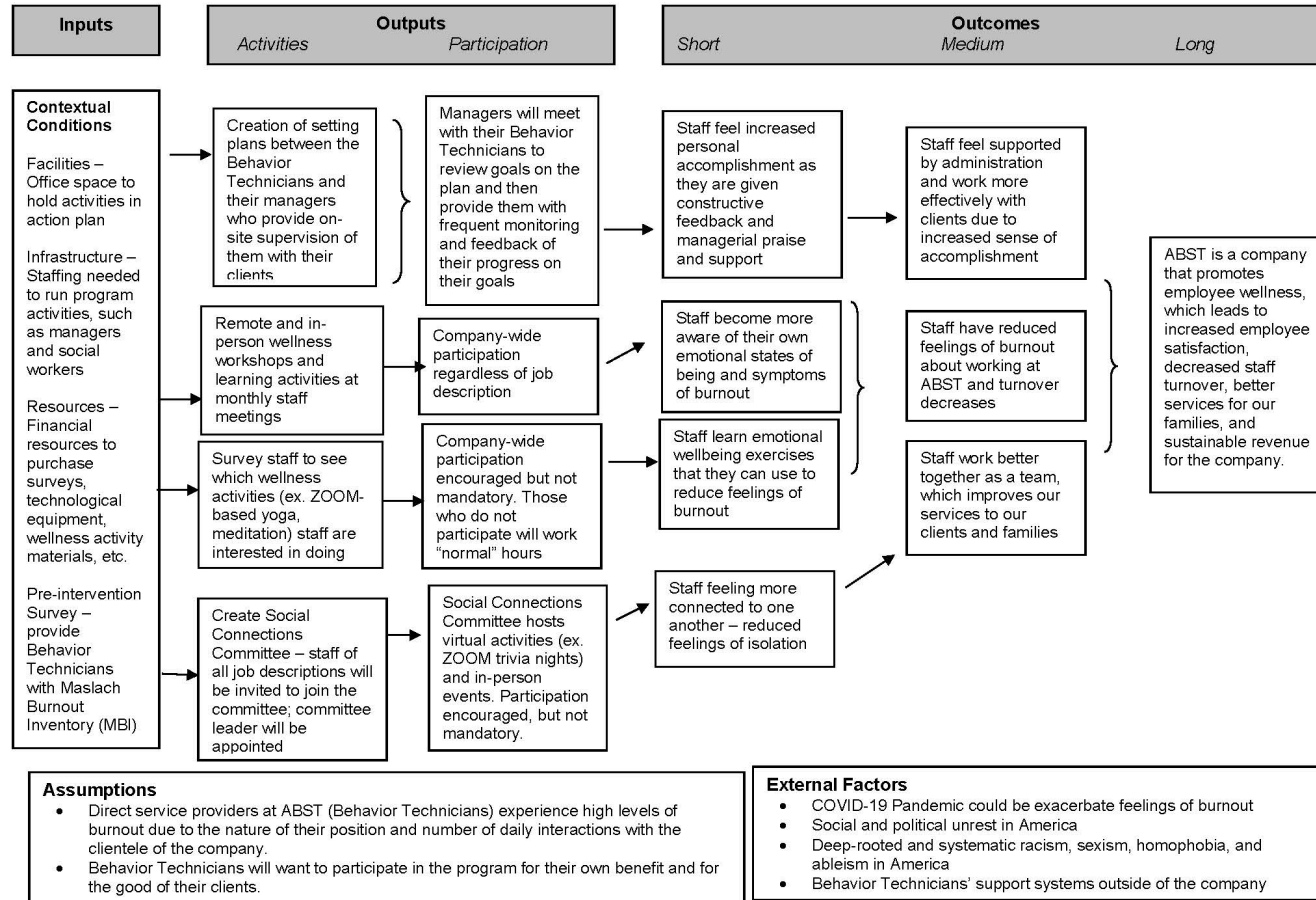 Inputs
Outputs
Activities
Participation
Outcomes
Short
Medium
Long
Contextual
Conditions
Facilities –
Office space to
hold activities in
action plan
Infrastructure –
Staffing needed
to run program
activities, such
as managers
and social
workers
Resources –
Financial
resources to
purchase
surveys,
technological
equipment,
wellness activity
materials, etc.
Pre-intervention
Survey –
provide
Behavior
Technicians
with Maslach
Burnout
Inventory (MBI)
Creation of setting
plans between the
Behavior
Technicians and
their managers
who provide on-
site supervision of
them with their
clients
Managers will meet
with their Behavior
Technicians to
review goals on the
plan and then
provide them with
frequent monitoring
and feedback of
their progress on
their goals
Staff feel increased
personal
accomplishment as
they are given
constructive
feedback and
managerial praise
and support
Staff feel supported
by administration
and work more
effectively with
clients due to
increased sense of
accomplishment
Remote and in-
person wellness
workshops and
learning activities at
monthly staff
meetings
Company-wide
participation
regardless of job
description
Staff become more
aware of their own
emotional states of
being and symptoms
of burnout
Staff have reduced
feelings of burnout
about working at
ABST and turnover
decreases
Survey staff to see
which wellness
activities (ex. ZOOM-
based yoga,
meditation) staff are
interested in doing
Company-wide
participation
encouraged but not
mandatory. Those
who do not
participate will work
“normal” hours
Staff learn emotional
wellbeing exercises
that they can use to
reduce feelings of
burnout
Staff work better
together as a team,
which improves our
services to our
clients and families
Create Social
Connections
Committee – staff of
all job descriptions will
be invited to join the
committee; committee
leader will be
appointed
Social Connections
Committee hosts
virtual activities (ex.
ZOOM trivia nights)
and in-person
events. Participation
encouraged, but not
mandatory.
Staff feeling more
connected to one
another – reduced
feelings of isolation
ABST is a company
that promotes
employee wellness,
which leads to
increased employee
satisfaction,
decreased staff
turnover, better
services for our
families, and
sustainable revenue
for the company.
Assumptions
• Direct service providers at ABST (Behavior Technicians) experience high levels of
burnout due to the nature of their position and number of daily interactions with the
clientele of the company.
• Behavior Technicians will want to participate in the program for their own benefit and for
the good of their clients.
External Factors
• COVID-19 Pandemic could be exacerbate feelings of burnout
• Social and political unrest in America
• Deep-rooted and systematic racism, sexism, homophobia, and
ableism in America
• Behavior Technicians’ support systems outside of the company